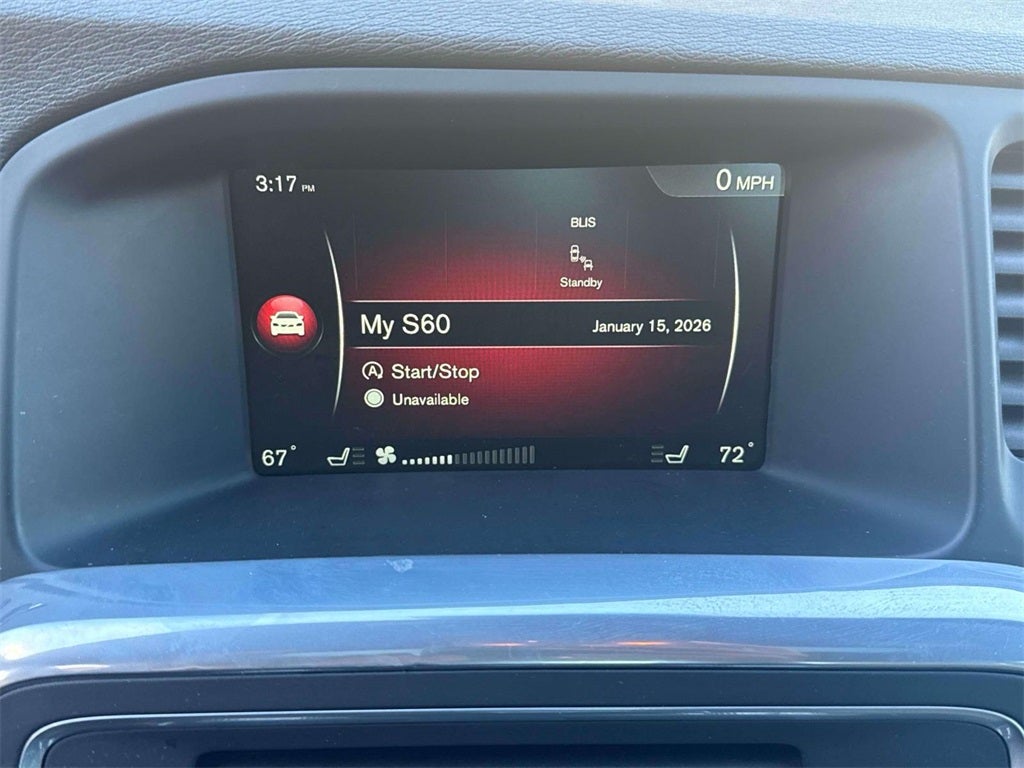 3:17 PM
0 MPH
BLIS
Standby
My S60
January 15, 2026
Start/Stop
Unavailable
67°
72°